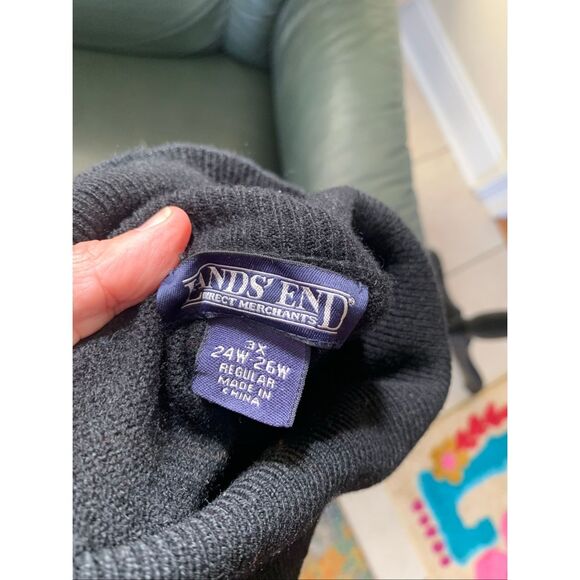 LANDS' END®
DIRECT MERCHANTS
3X
24W-26W
REGULAR
MADE IN
CHINA